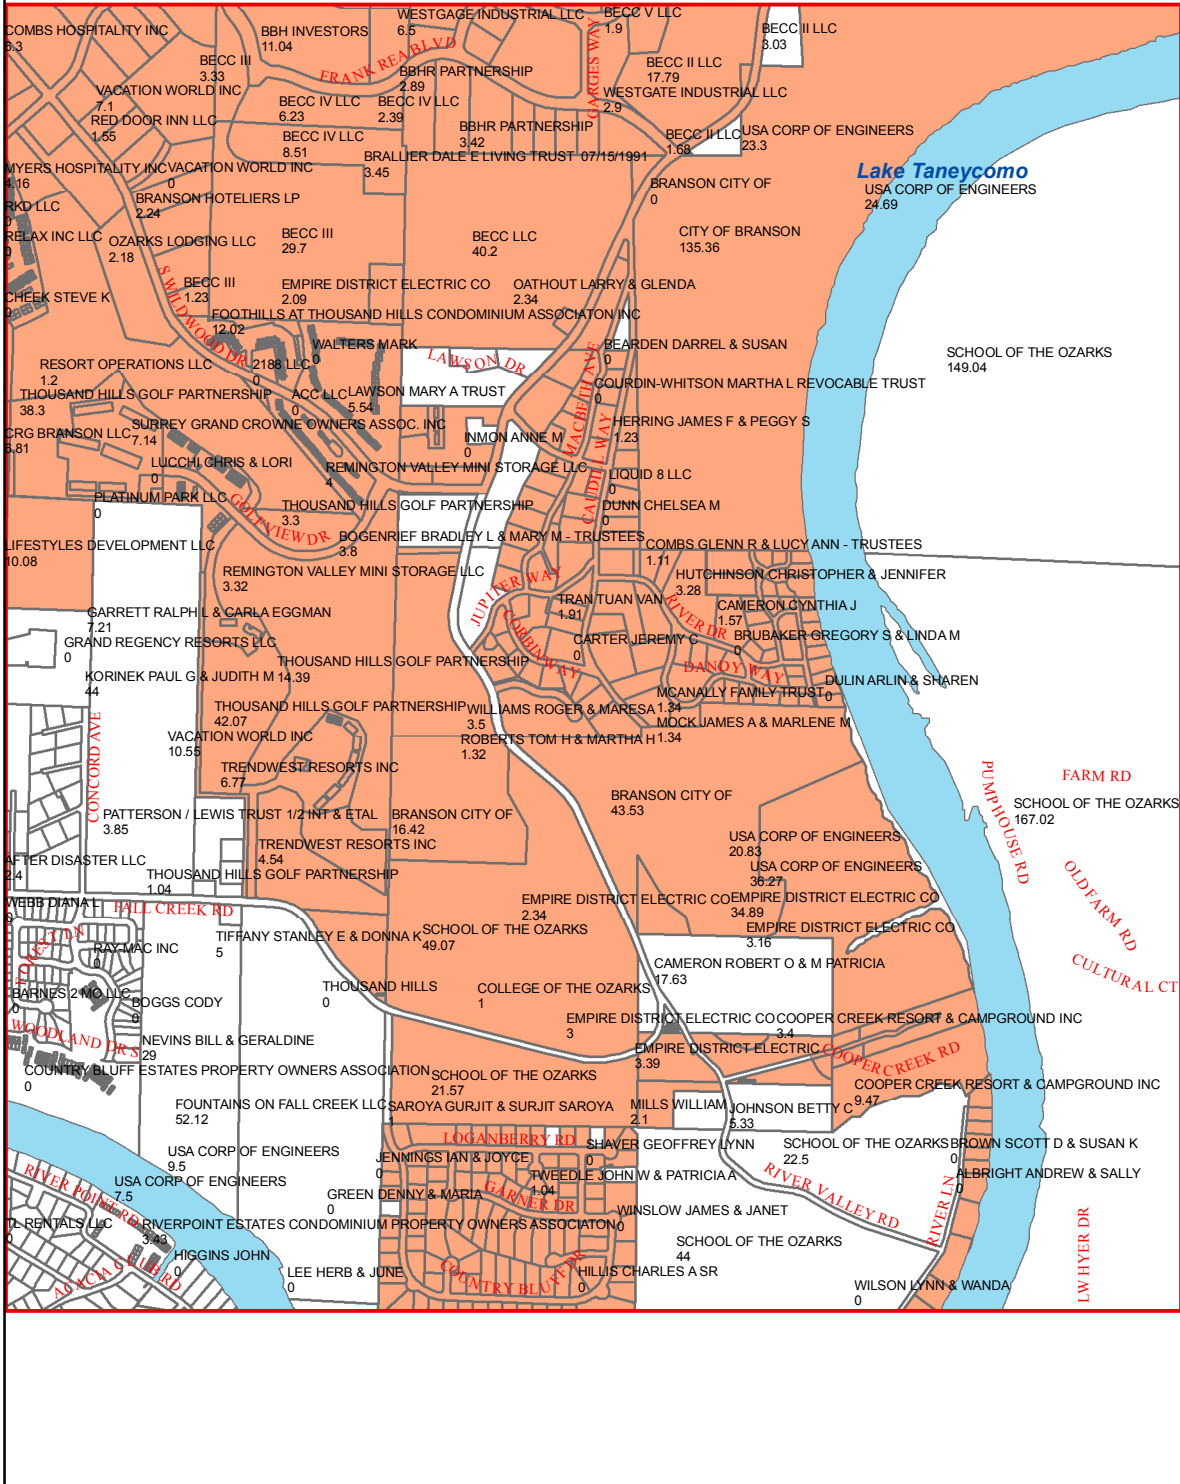 COMBS HOSPITALITY INC
6.3
BBH INVESTORS
11.04
WESTGAGE INDUSTRIAL LLC
6.5
BECC V LLC
1.9
BECC II LLC
3.03
GARGES WAY
FRANK REA BLVD
BECC III
3.33
BBHR PARTNERSHIP
2.89
BECC II LLC
17.79
VACATION WORLD INC
7.1
BECC IV LLC
6.23
BECC IV LLC
2.39
WESTGATE INDUSTRIAL LLC
2.9
RED DOOR INN LLC
1.55
BECC IV LLC
8.51
BBHR PARTNERSHIP
3.42
BECC II LLC
1.68
USA CORP OF ENGINEERS
23.3
BRALLIER DALE E LIVING TRUST 07/15/1991
3.45
MYERS HOSPITALITY INC
4.16
VACATION WORLD INC
0
Lake Taneycomo
BRANSON CITY OF
0
USA CORP OF ENGINEERS
24.69
BRANSON HOTELIERS LP
2.24
RKD LLC
0
RELAX INC LLC
0
OZARKS LODGING LLC
2.18
BECC III
29.7
BECC LLC
40.2
CITY OF BRANSON
135.36
S WILDWOOD DR
BECC III
1.23
EMPIRE DISTRICT ELECTRIC CO
2.09
OATHOUT LARRY & GLENDA
2.34
CHEEK STEVE K
0
FOOTHILLS AT THOUSAND HILLS CONDOMINIUM ASSOCIATON INC
12.02
WALTERS MARK
0
LAWSON DR
BEARDEN DARREL & SUSAN
0
SCHOOL OF THE OZARKS
149.04
RESORT OPERATIONS LLC
1.2
2188 LLC
0
MACBETH AVE
COURDIN-WHITSON MARTHA L REVOCABLE TRUST
0
THOUSAND HILLS GOLF PARTNERSHIP
38.3
ACC LLC
0
LAWSON MARY A TRUST
5.54
CRG BRANSON LLC
6.81
SURREY GRAND CROWNE OWNERS ASSOC. INC
7.14
INMON ANNE M
0
HERRING JAMES F & PEGGY S
1.23
CAUDILL WAY
LUCCHI CHRIS & LORI
0
REMINGTON VALLEY MINI STORAGE LLC
4
LIQUID 8 LLC
0
PLATINUM PARK LLC
0
GOLF VIEW DR
THOUSAND HILLS GOLF PARTNERSHIP
3.3
DUNN CHELSEA M
0
BOGENRIEF BRADLEY L & MARY M - TRUSTEES
3.8
LIFESTYLES DEVELOPMENT LLC
10.08
COMBS GLENN R & LUCY ANN - TRUSTEES
1.11
REMINGTON VALLEY MINI STORAGE LLC
3.32
JUPITER WAY
HUTCHINSON CHRISTOPHER & JENNIFER
3.28
TRAN TUAN VAN
1.91
RIVER DR
CAMERON CYNTHIA J
1.57
GARRETT RALPH L & CARLA EGGMAN
7.21
CORBIN WAY
GRAND REGENCY RESORTS LLC
0
CARTER JEREMY C
0
BRUBAKER GREGORY S & LINDA M
0
THOUSAND HILLS GOLF PARTNERSHIP
14.39
DANDY WAY
KORINEK PAUL G & JUDITH M
44
DULIN ARLIN & SHAREN
0
MCANALLY FAMILY TRUST
1.34
THOUSAND HILLS GOLF PARTNERSHIP
42.07
WILLIAMS ROGER & MARESA
3.5
MOCK JAMES A & MARLENE M
1.34
CONCORD AVE
VACATION WORLD INC
10.55
ROBERTS TOM H & MARTHA H
1.32
TRENDWEST RESORTS INC
6.77
PUMPHOUSE RD
FARM RD
BRANSON CITY OF
43.53
SCHOOL OF THE OZARKS
167.02
PATTERSON / LEWIS TRUST 1/2 INT & ETAL
3.85
BRANSON CITY OF
16.42
USA CORP OF ENGINEERS
20.83
TRENDWEST RESORTS INC
4.54
AFTER DISASTER LLC
2.4
THOUSAND HILLS GOLF PARTNERSHIP
1.04
USA CORP OF ENGINEERS
36.27
OLDFARM RD
WEBB DIANA L
0
FALL CREEK RD
EMPIRE DISTRICT ELECTRIC CO
2.34
EMPIRE DISTRICT ELECTRIC CO
34.89
FOREST LN
TIFFANY STANLEY E & DONNA K
5
SCHOOL OF THE OZARKS
49.07
EMPIRE DISTRICT ELECTRIC CO
3.16
RAY-MAC INC
0
CAMERON ROBERT O & M PATRICIA
17.63
CULTURAL CT
BARNES 2 MO LLC
0
BOGGS CODY
0
THOUSAND HILLS
0
COLLEGE OF THE OZARKS
1
WOODLAND DR S
EMPIRE DISTRICT ELECTRIC CO
3
COOPER CREEK RESORT & CAMPGROUND INC
3.4
NEVINS BILL & GERALDINE
29
EMPIRE DISTRICT ELECTRIC
3.39
COOPER CREEK RD
COUNTRY BLUFF ESTATES PROPERTY OWNERS ASSOCIATION
0
SCHOOL OF THE OZARKS
21.57
COOPER CREEK RESORT & CAMPGROUND INC
9.47
FOUNTAINS ON FALL CREEK LLC
52.12
SAROYA GURJIT & SURJIT SAROYA
1
MILLS WILLIAM
2.1
JOHNSON BETTY C
5.33
LOGANBERRY RD
USA CORP OF ENGINEERS
9.5
SHAVER GEOFFREY LYNN
0
SCHOOL OF THE OZARKS
22.5
BROWN SCOTT D & SUSAN K
0
JENNINGS IAN & JOYCE
0
RIVER POINT RD
USA CORP OF ENGINEERS
7.5
TWEEDLE JOHN W & PATRICIA A
1.04
RIVER VALLEY RD
ALBRIGHT ANDREW & SALLY
0
GREEN DENNY & MARIA
0
GARNER DR
RIVER LN
TL RENTALS LLC
0
RIVERPOINT ESTATES CONDOMINIUM PROPERTY OWNERS ASSOCIATON
3.43
WINSLOW JAMES & JANET
0
HIGGINS JOHN
0
SCHOOL OF THE OZARKS
44
LW HYER DR
ACACIA CLUB RD
LEE HERB & JUNE
0
COUNTRY BLUFF DR
HILLIS CHARLES A SR
0
WILSON LYNN & WANDA
0